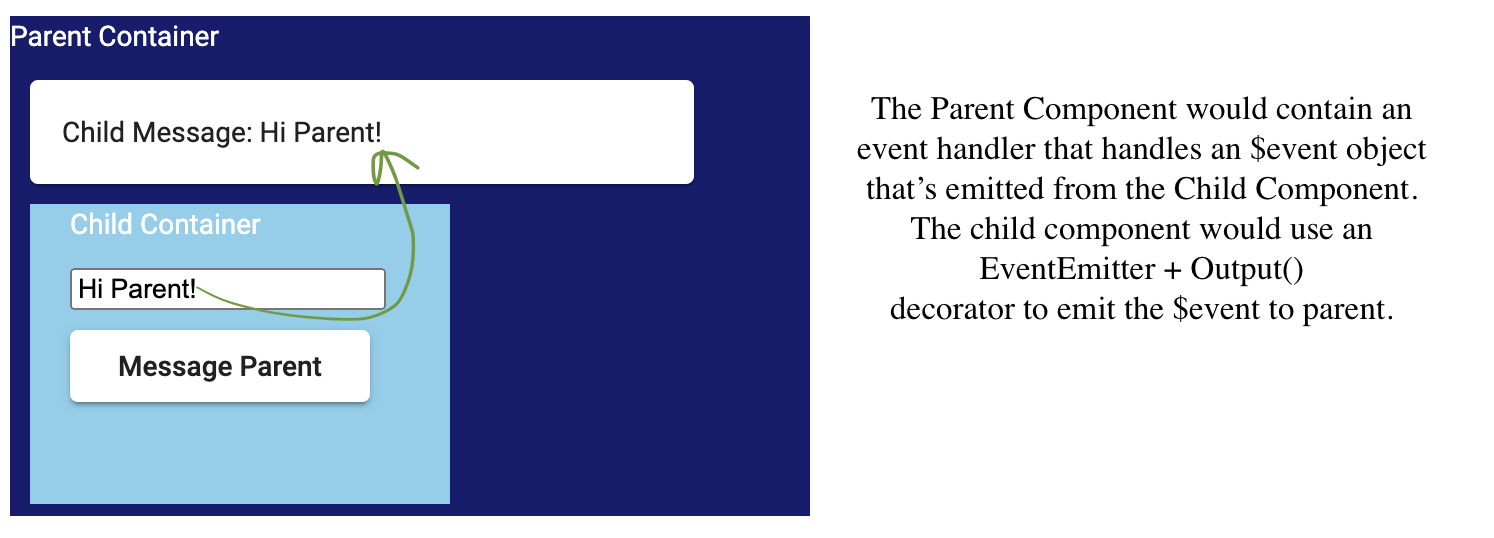 Parent Container
Child Message: Hi Parent!
Child Container
Hi Parent!
Message Parent
The Parent Component would contain an
event handler that handles an $event object
that’s emitted from the Child Component.
The child component would use an
EventEmitter + Output()
decorator to emit the $event to parent.